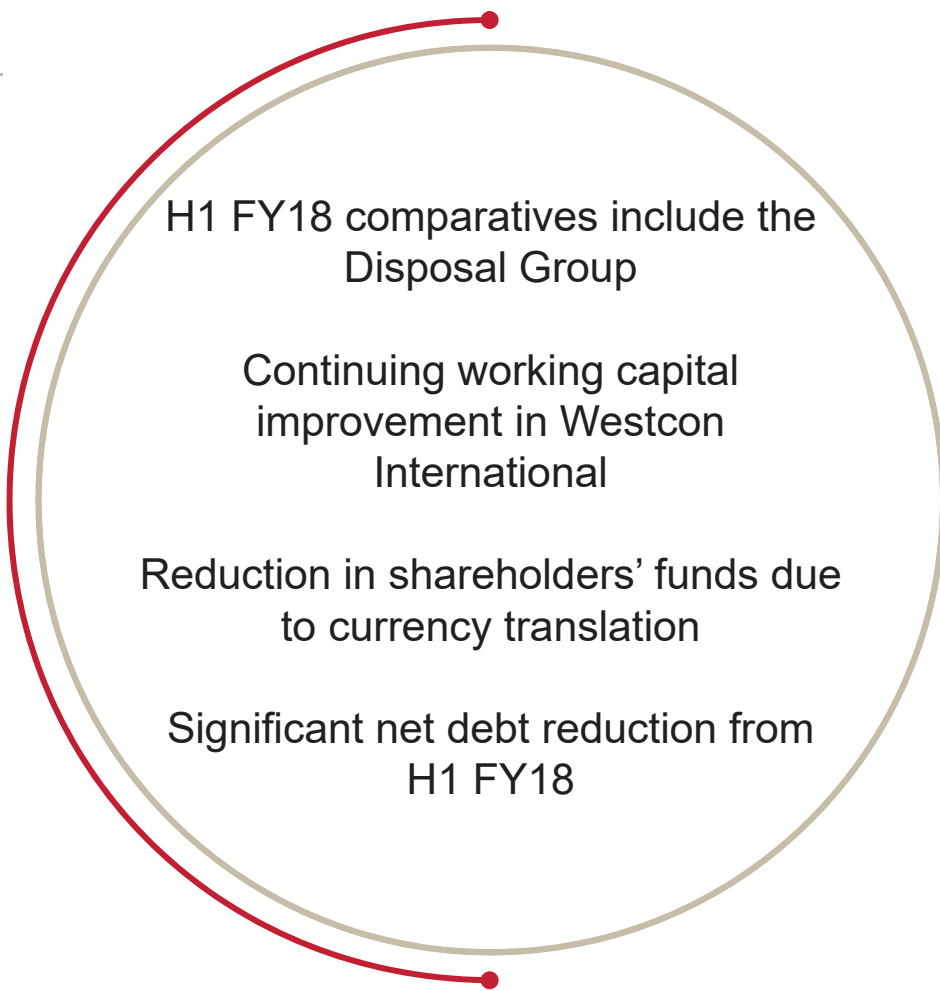 H1 FY18 comparatives include the
Disposal Group
Continuing working capital
improvement in Westcon
International
Reduction in shareholders’ funds due
to currency translation
Significant net debt reduction from
H1 FY18